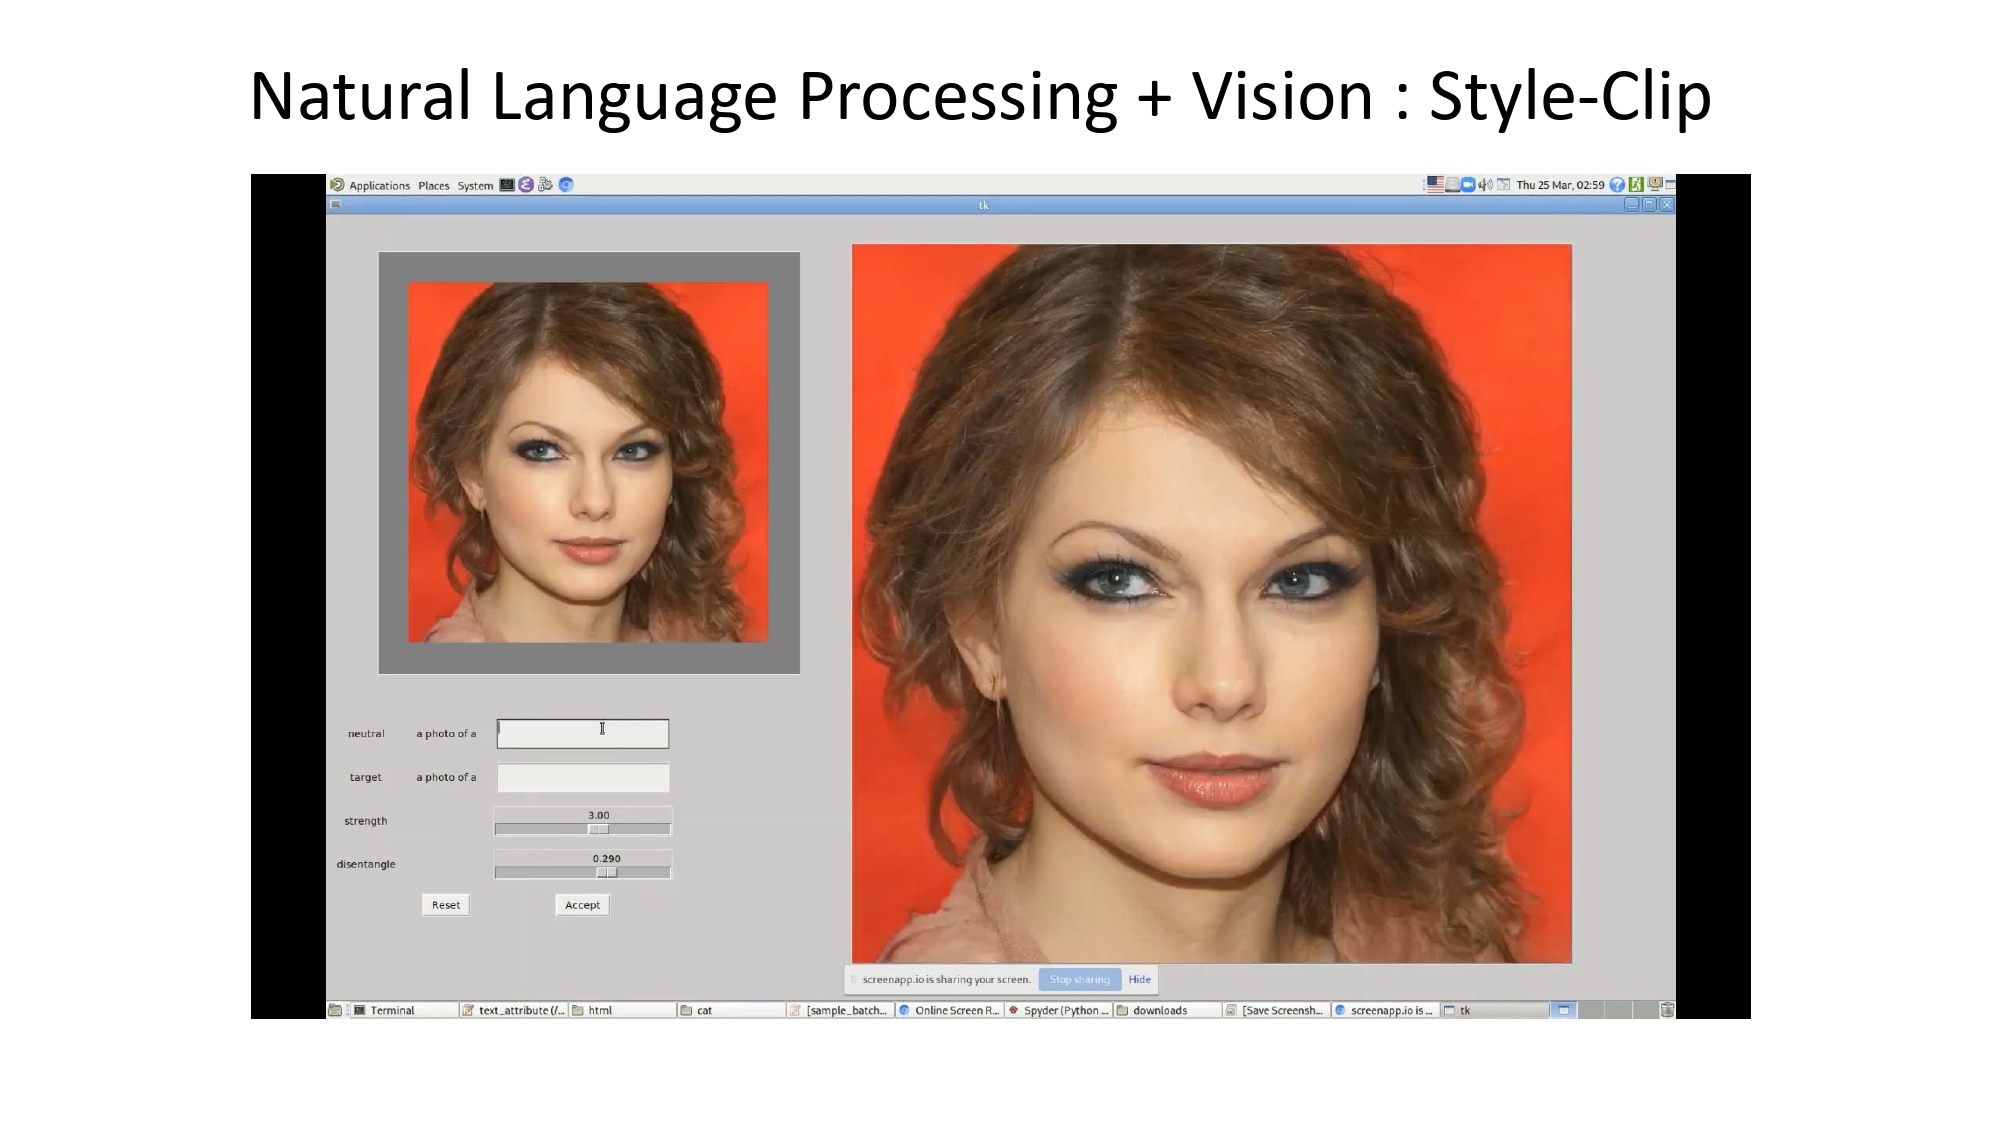 Natural Language Processing + Vision : Style-Clip
Applications Places System
Thu 25 Mar, 02:59
tk
neutral a photo of a
target a photo of a
strength 3.00
disentangle 0.290
Reset Accept
screenapp.io is sharing your screen. Stop sharing Hide
Terminal text_attribute (/... html cat [sample_batch... Online Screen R... Spyder (Python ... downloads [Save Screensh... screenapp.io is ... tk